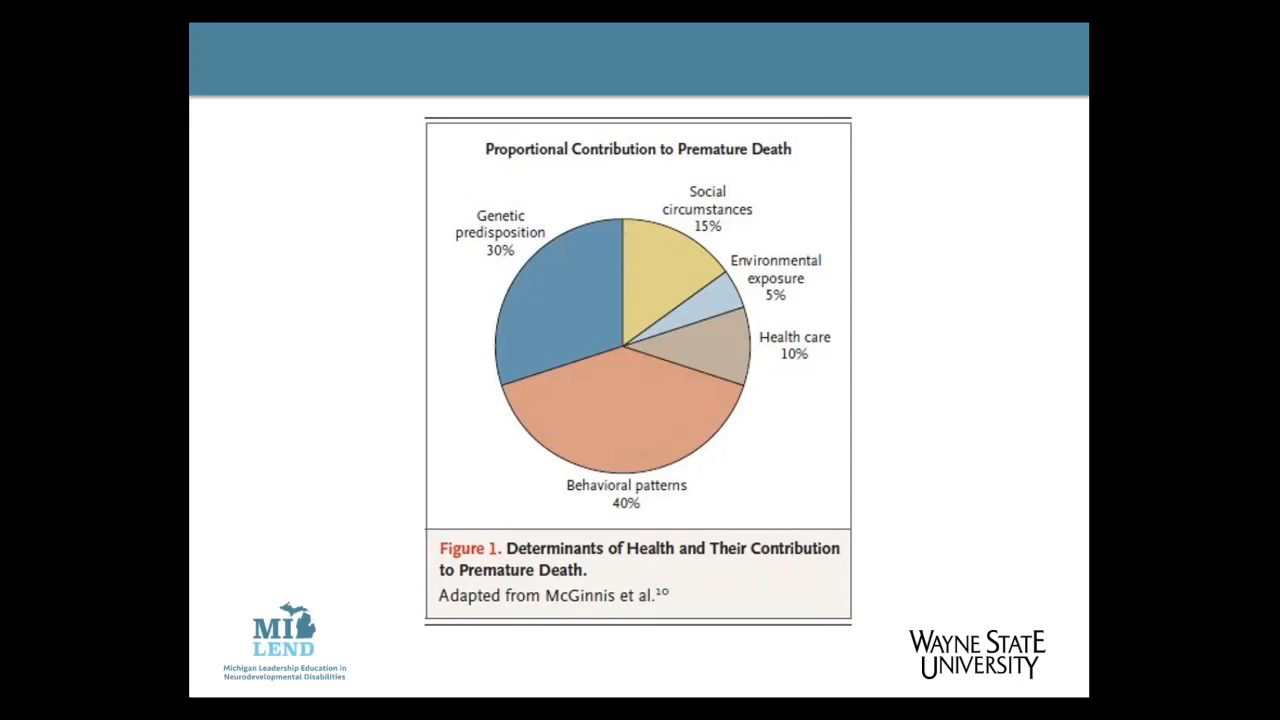 Proportional Contribution to Premature Death
Social
circumstances
15%
Genetic
predisposition
30%
Environmental
exposure
5%
Health care
10%
Behavioral patterns
40%
Figure 1. Determinants of Health and Their Contribution
to Premature Death.
Adapted from McGinnis et al.¹⁰
MI
LEND
Michigan Leadership Education in
Neurodevelopmental Disabilities
WAYNE STATE
UNIVERSITY